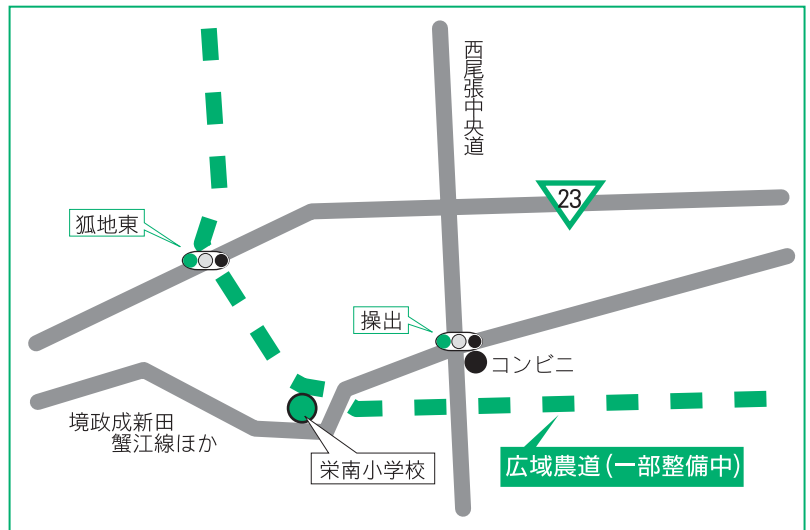 西尾張中央道
23
狐地東
操出
コンビニ
境政成新田
蟹江線ほか
栄南小学校
広域農道(一部整備中)